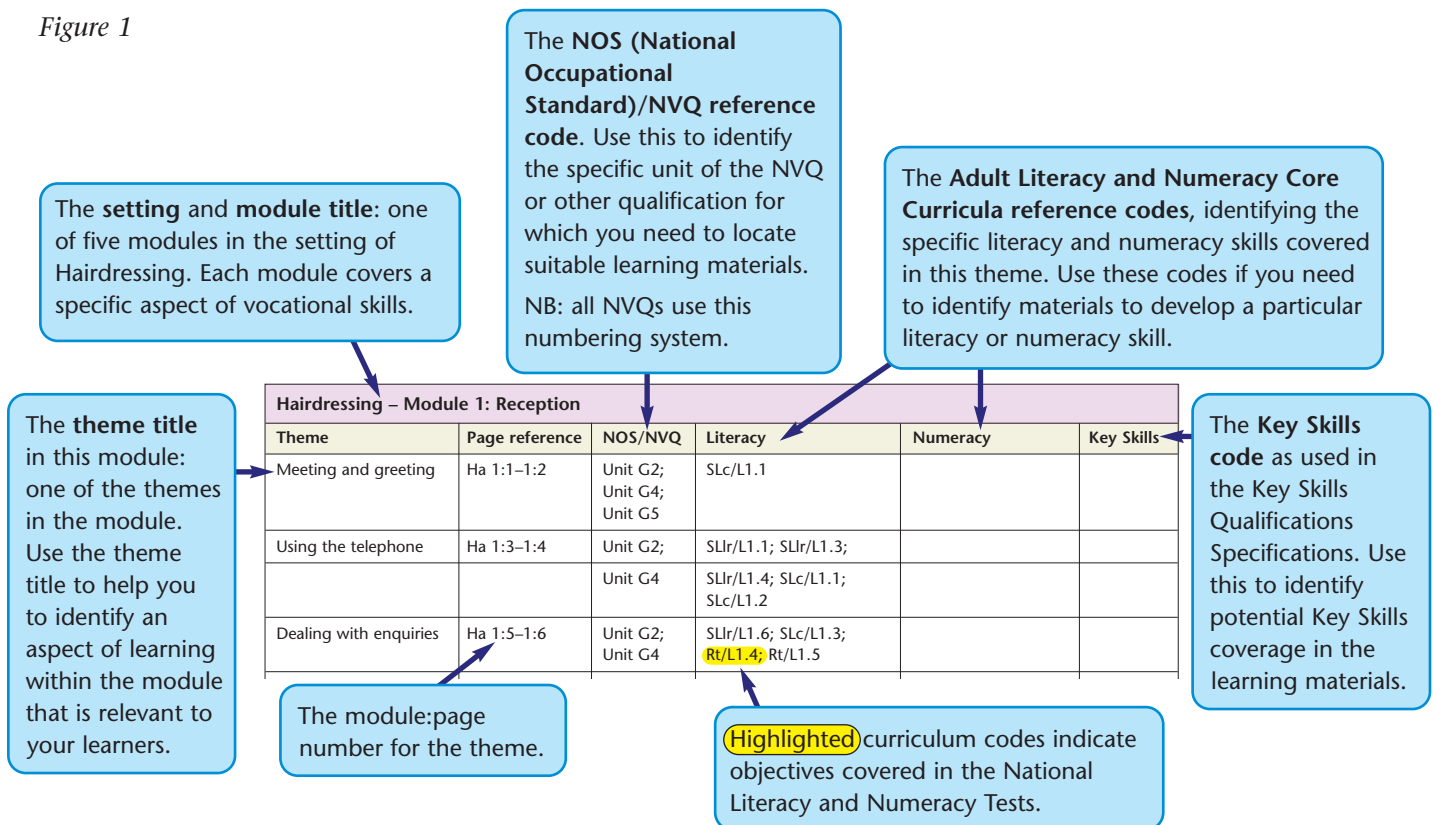 Figure 1
The NOS (National
Occupational
Standard)/NVQ reference
code. Use this to identify
the specific unit of the NVQ
or other qualification for
which you need to locate
suitable learning materials.
NB: all NVQs use this
numbering system.
The setting and module title: one
of five modules in the setting of
Hairdressing. Each module covers a
specific aspect of vocational skills.
The Adult Literacy and Numeracy Core
Curricula reference codes, identifying the
specific literacy and numeracy skills covered
in this theme. Use these codes if you need
to identify materials to develop a particular
literacy or numeracy skill.
The theme title
in this module:
one of the themes
in the module.
Use the theme
title to help you
to identify an
aspect of learning
within the module
that is relevant to
your learners.
Hairdressing – Module 1: Reception
Theme Page reference NOS/NVQ Literacy Numeracy Key Skills
Meeting and greeting Ha 1:1–1:2 Unit G2; SLc/L1.1
Unit G4;
Unit G5
Using the telephone Ha 1:3–1:4 Unit G2; SLlr/L1.1; SLlr/L1.3;
Unit G4 SLlr/L1.4; SLc/L1.1;
SLc/L1.2
Dealing with enquiries Ha 1:5–1:6 Unit G2; SLlr/L1.6; SLc/L1.3;
Unit G4 Rt/L1.4; Rt/L1.5
The Key Skills
code as used in
the Key Skills
Qualifications
Specifications. Use
this to identify
potential Key Skills
coverage in the
learning materials.
The module:page
number for the theme.
Highlighted curriculum codes indicate
objectives covered in the National
Literacy and Numeracy Tests.